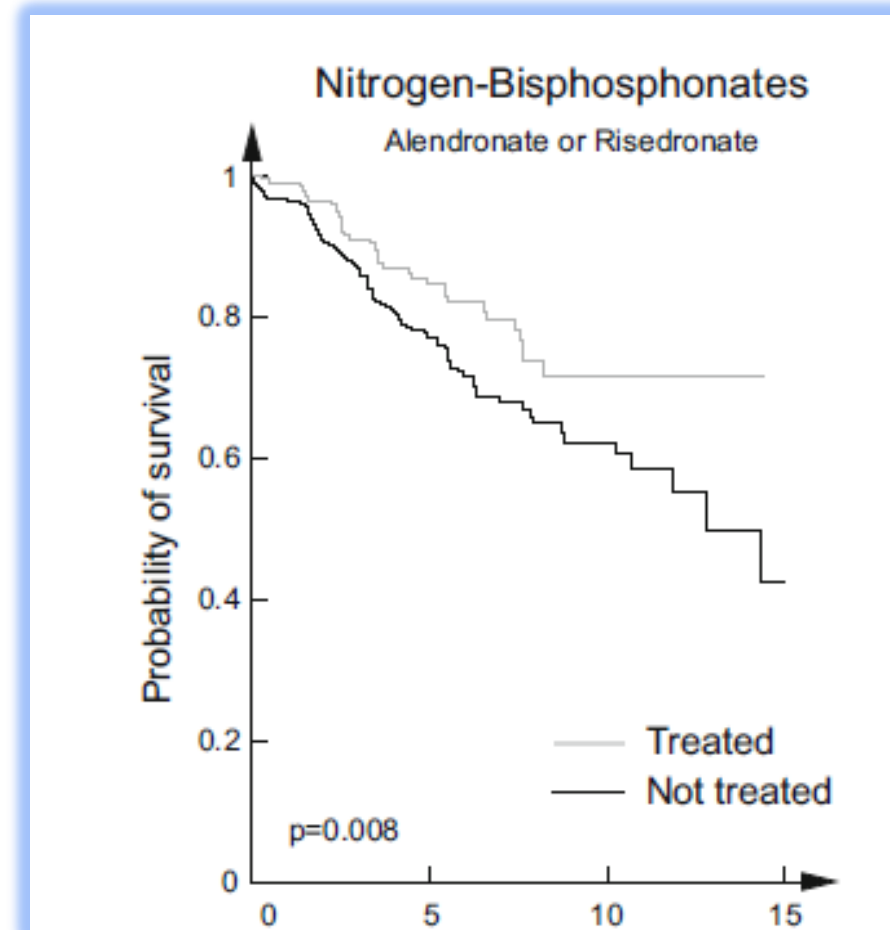 Nitrogen-Bisphosphonates
Alendronate or Risedronate
1
0.8
0.6
0.4
0.2
0
Probability of survival
Treated
Not treated
p=0.008
0 5 10 15